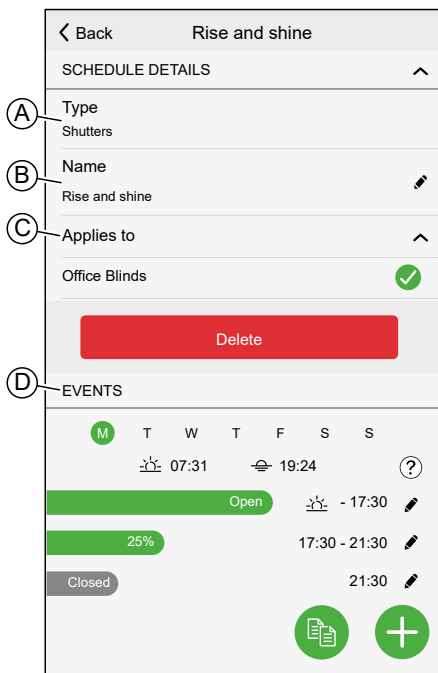 Back Rise and shine
SCHEDULE DETAILS
A Type
Shutters
B Name
Rise and shine
C Applies to
Office Blinds
Delete
D EVENTS
M T W T F S S
07:31 19:24 ?
Open - 17:30
25% 17:30 - 21:30
Closed 21:30